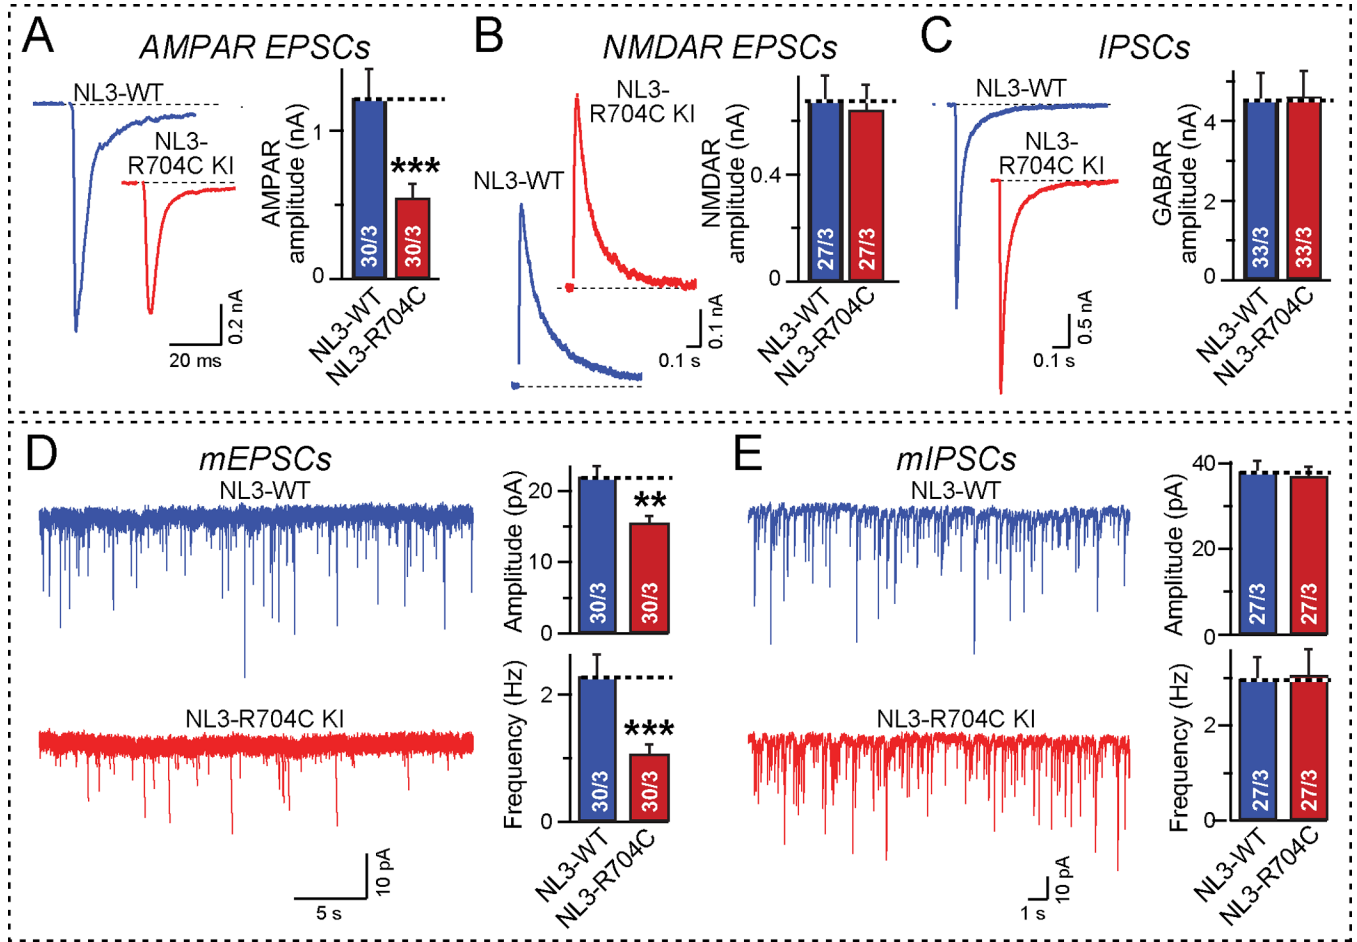 A
AMPAR EPSCs
NL3-WT
NL3-
R704C KI
0.2 nA
20 ms
AMPAR
amplitude (nA)
1
0
***
30/3
30/3
NL3-WT
NL3-R704C
B
NMDAR EPSCs
NL3-
R704C KI
NL3-WT
0.1 nA
0.1 s
NMDAR
amplitude (nA)
0.4
0
27/3
27/3
NL3-WT
NL3-R704C
C
IPSCs
NL3-WT
NL3-
R704C KI
0.5 nA
0.1 s
GABAR
amplitude (nA)
4
2
0
33/3
33/3
NL3-WT
NL3-R704C
D
mEPSCs
NL3-WT
NL3-R704C KI
10 pA
5 s
Amplitude (pA)
20
10
0
**
30/3
30/3
Frequency (Hz)
2
0
***
30/3
30/3
NL3-WT
NL3-R704C
E
mIPSCs
NL3-WT
NL3-R704C KI
10 pA
1 s
Amplitude (pA)
40
20
0
27/3
27/3
Frequency (Hz)
2
0
27/3
27/3
NL3-WT
NL3-R704C